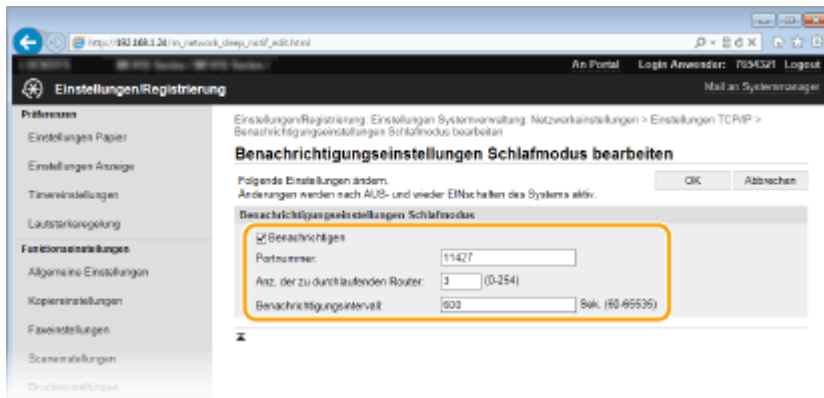 http://192.168.1.24/m_network_sleep_notif_edit.html
An Portal Login Anwender: 7654321 Logout
Einstellungen/Registrierung
Mail an Systemmanager
Präferenzen
Einstellungen Papier
Einstellungen Anzeige
Timereinstellungen
Lautstärkeregelung
Funktionseinstellungen
Allgemeine Einstellungen
Kopiereinstellungen
Faxeinstellungen
Scaneinstellungen
Druckeinstellungen
Einstellungen/Registrierung: Einstellungen Systemverwaltung: Netzwerkeinstellungen > Einstellungen TCP/IP >
Benachrichtigungseinstellungen Schlafmodus bearbeiten
Benachrichtigungseinstellungen Schlafmodus bearbeiten
Folgende Einstellungen ändern.
Änderungen werden nach AUS- und wieder EINschalten des Systems aktiv.
OK Abbrechen
Benachrichtigungseinstellungen Schlafmodus
Benachrichtigen
Portnummer: 11427
Anz. der zu durchlaufenden Router: 3 (0-254)
Benachrichtigungsintervall: 600 Sek. (60-65535)